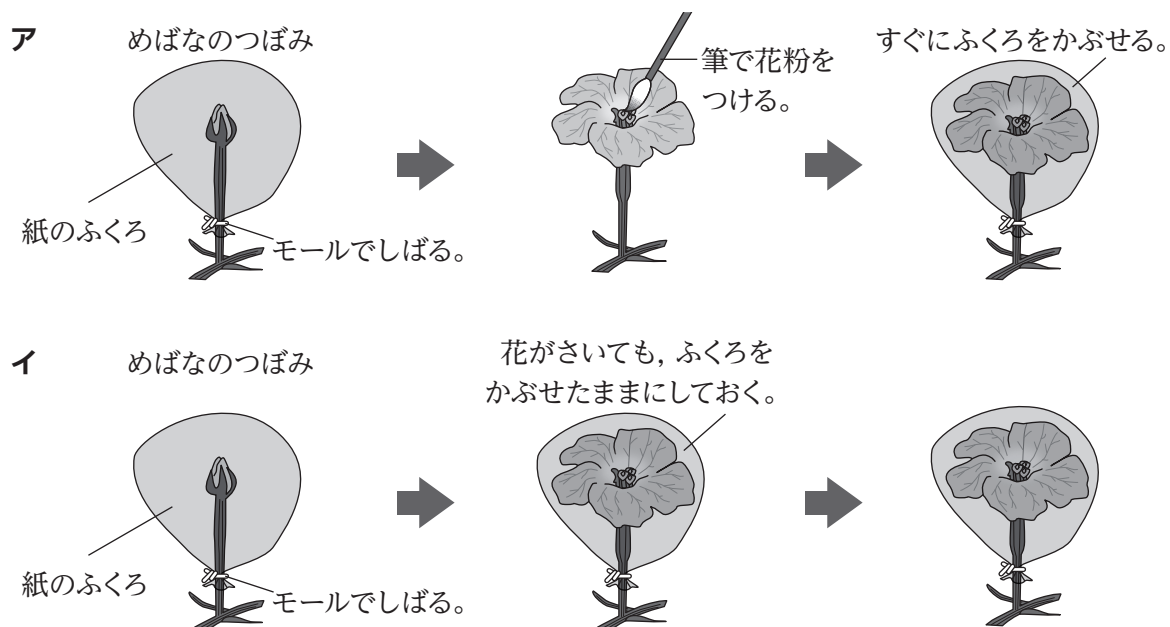 ア
めばなのつぼみ
筆で花粉を
つける。
すぐにふくろをかぶせる。
紙のふくろ
モールでしばる。
イ
めばなのつぼみ
花がさいても，ふくろを
かぶせたままにしておく。
紙のふくろ
モールでしばる。